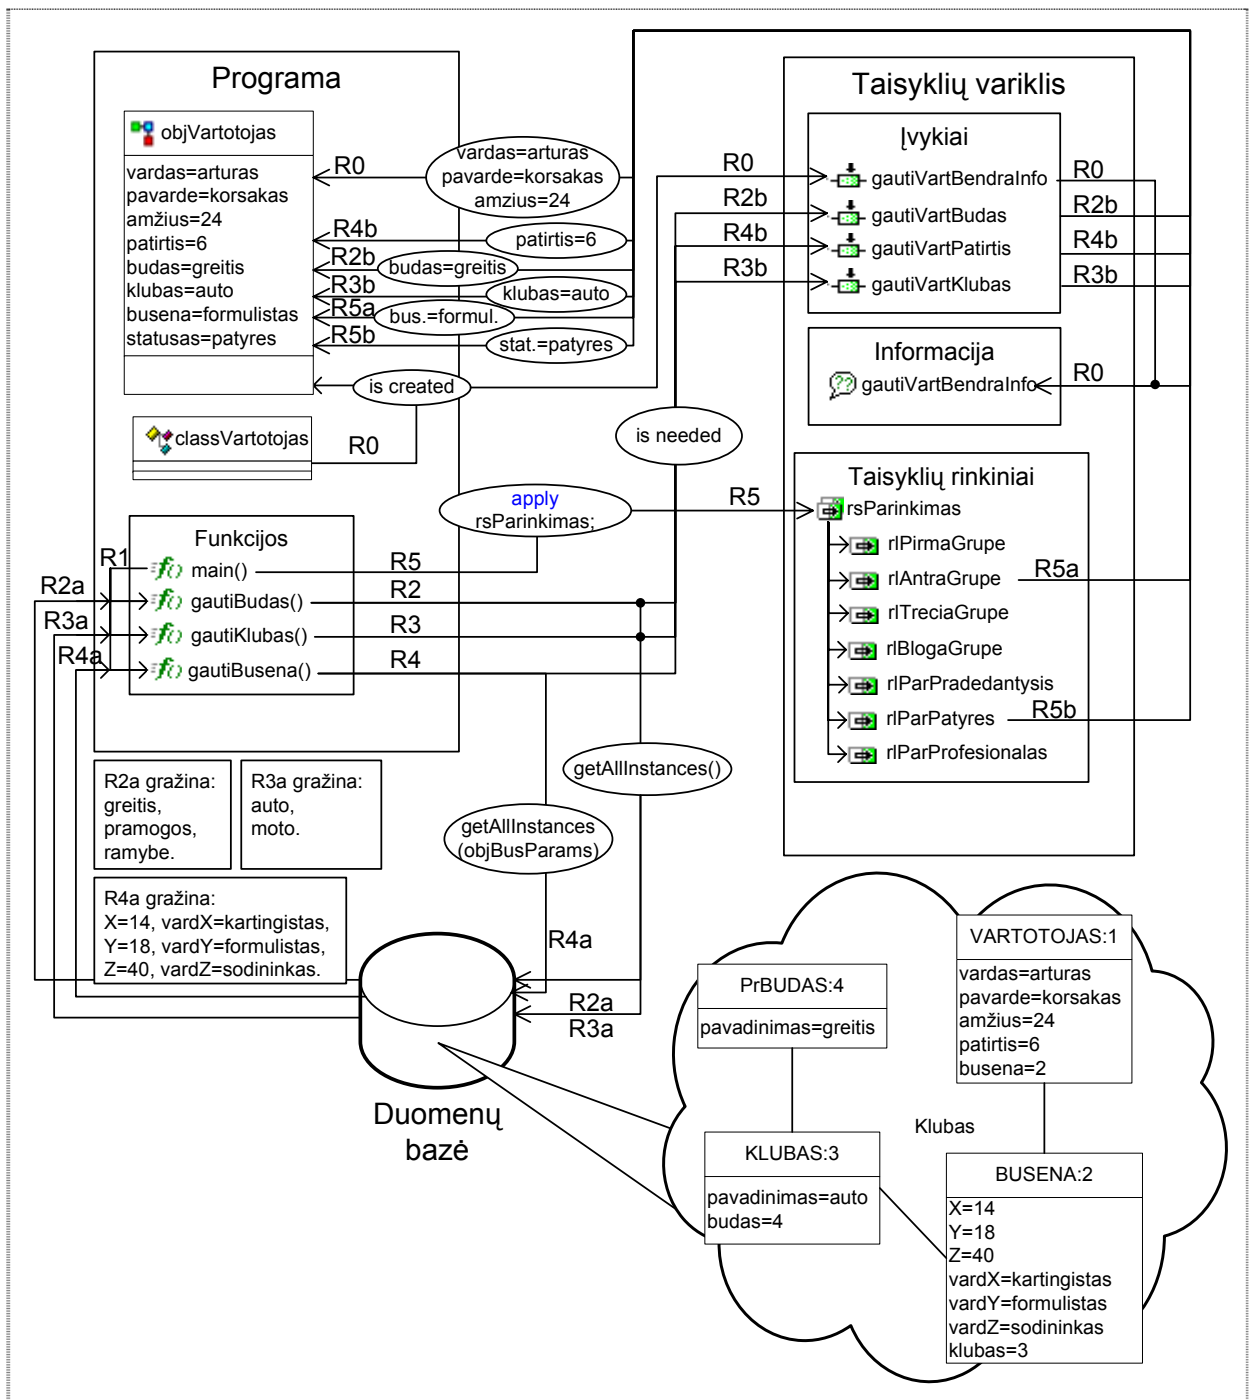 Programa
objVartotojas
vardas=arturas
pavarde=korsakas
amžius=24
patirtis=6
budas=greitis
klubas=auto
busena=formulistas
statusas=patyres
R0
vardas=arturas
pavarde=korsakas
amzius=24
R4b
patirtis=6
R2b
budas=greitis
R3b
klubas=auto
R5a
bus.=formul.
R5b
stat.=patyres
is created
classVartotojas
R0
Funkcijos
R1
main()
R5
R2a
gautiBudas()
R2
R3a
gautiKlubas()
R3
R4a
gautiBusena()
R4
apply
rsParinkimas;
is needed
Taisyklių variklis
Įvykiai
R0
gautiVartBendraInfo
R0
R2b
gautiVartBudas
R2b
R4b
gautiVartPatirtis
R4b
R3b
gautiVartKlubas
R3b
Informacija
gautiVartBendraInfo
R0
Taisyklių rinkiniai
R5
rsParinkimas
rlPirmaGrupe
rlAntraGrupe
R5a
rlTreciaGrupe
rlBlogaGrupe
rlParPradedantysis
rlParPatyres
R5b
rlParProfesionalas
getAllInstances()
getAllInstances
(objBusParams)
R2a gražina:
greitis,
pramogos,
ramybe.
R3a gražina:
auto,
moto.
R4a gražina:
X=14, vardX=kartingistas,
Y=18, vardY=formulistas,
Z=40, vardZ=sodininkas.
R4a
R2a
R3a
Duomenų
bazė
PrBUDAS:4
pavadinimas=greitis
VARTOTOJAS:1
vardas=arturas
pavarde=korsakas
amžius=24
patirtis=6
busena=2
Klubas
KLUBAS:3
pavadinimas=auto
budas=4
BUSENA:2
X=14
Y=18
Z=40
vardX=kartingistas
vardY=formulistas
vardZ=sodininkas
klubas=3